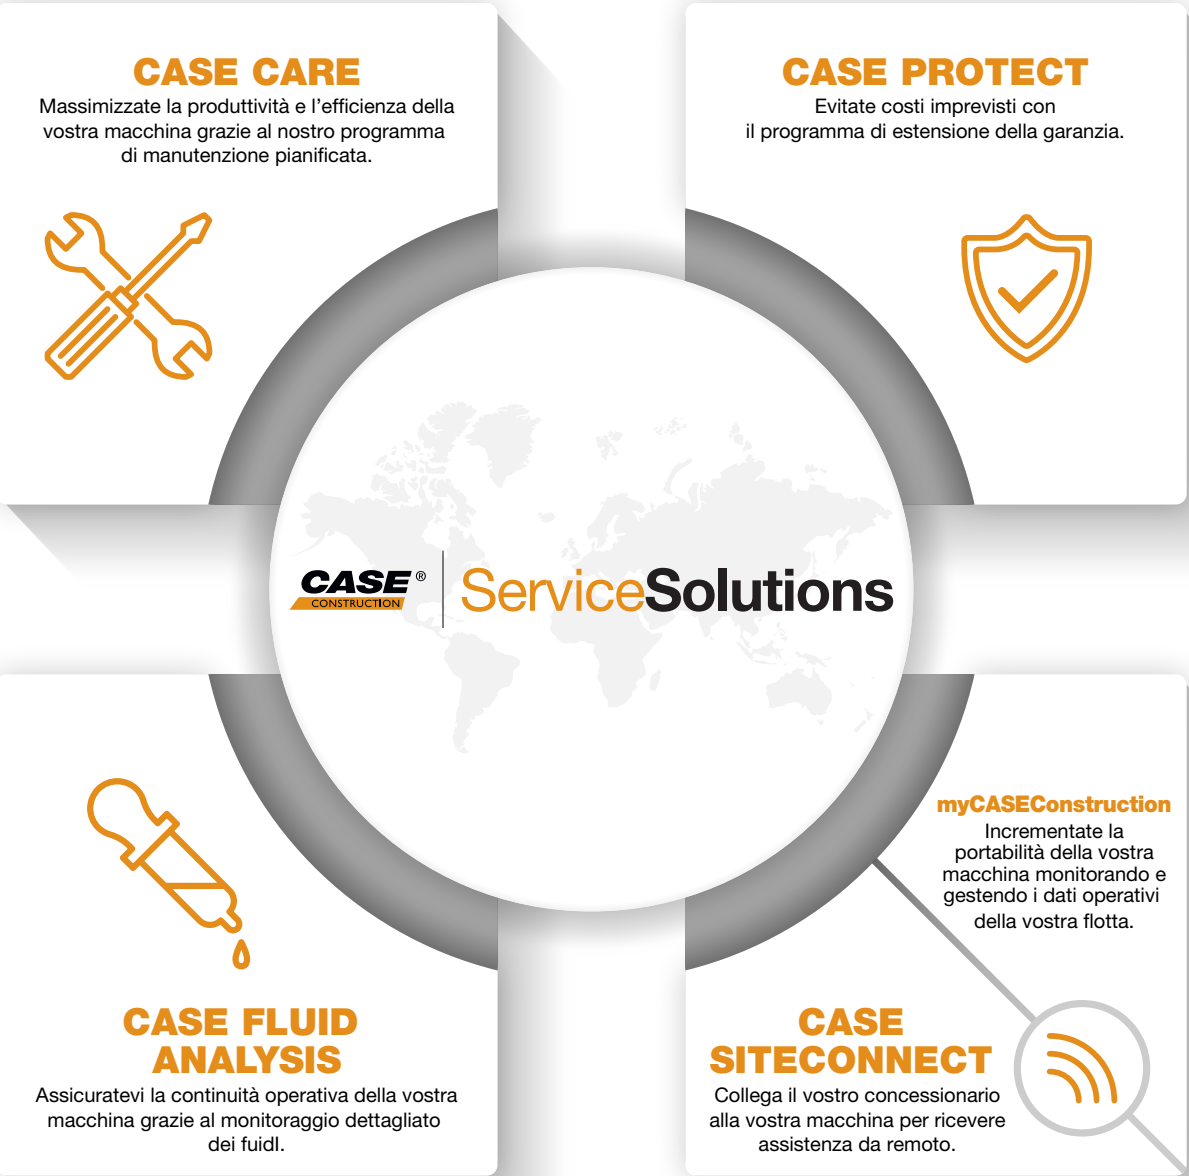 CASE CARE
Massimizzate la produttività e l’efficienza della
vostra macchina grazie al nostro programma
di manutenzione pianificata.
CASE PROTECT
Evitate costi imprevisti con
il programma di estensione della garanzia.
CASE®
CONSTRUCTION
ServiceSolutions
CASE FLUID
ANALYSIS
Assicuratevi la continuità operativa della vostra
macchina grazie al monitoraggio dettagliato
dei fuidI.
myCASEConstruction
Incrementate la
portabilità della vostra
macchina monitorando e
gestendo i dati operativi
della vostra flotta.
CASE
SITECONNECT
Collega il vostro concessionario
alla vostra macchina per ricevere
assistenza da remoto.